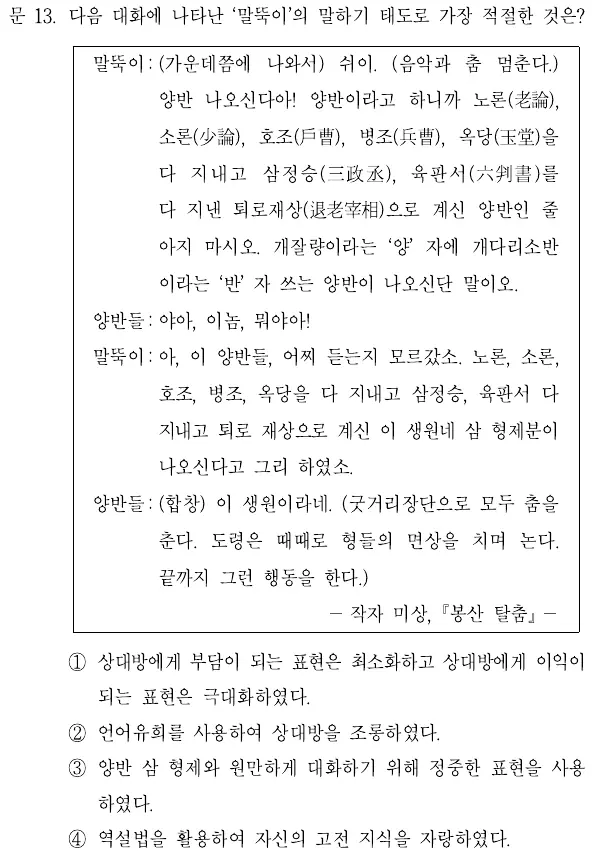 문 13. 다음 대화에 나타난 ‘말뚝이’의 말하기 태도로 가장 적절한 것은?
말뚝이 : (가운데쯤에 나와서) 쉬이. (음악과 춤 멈춘다.)
양반 나오신다아! 양반이라고 하니까 노론(老論),
소론(少論), 호조(戶曹), 병조(兵曹), 옥당(玉堂)을
다 지내고 삼정승(三政丞), 육판서(六判書)를
다 지낸 퇴로재상(退老宰相)으로 계신 양반인 줄
아지 마시오. 개잘량이라는 ‘양’ 자에 개다리소반
이라는 ‘반’ 자 쓰는 양반이 나오신단 말이오.
양반들 : 야아, 이놈, 뭐야아!
말뚝이 : 아, 이 양반들, 어찌 듣는지 모르갔소. 노론, 소론,
호조, 병조, 옥당을 다 지내고 삼정승, 육판서 다
지내고 퇴로 재상으로 계신 이 생원네 삼 형제분이
나오신다고 그리 하였소.
양반들 : (합창) 이 생원이라네. (굿거리장단으로 모두 춤을
춘다. 도령은 때때로 형들의 면상을 치며 논다.
끝까지 그런 행동을 한다.)
- 작자 미상, 『봉산 탈춤』 -
① 상대방에게 부담이 되는 표현은 최소화하고 상대방에게 이익이
되는 표현은 극대화하였다.
② 언어유희를 사용하여 상대방을 조롱하였다.
③ 양반 삼 형제와 원만하게 대화하기 위해 정중한 표현을 사용
하였다.
④ 역설법을 활용하여 자신의 고전 지식을 자랑하였다.